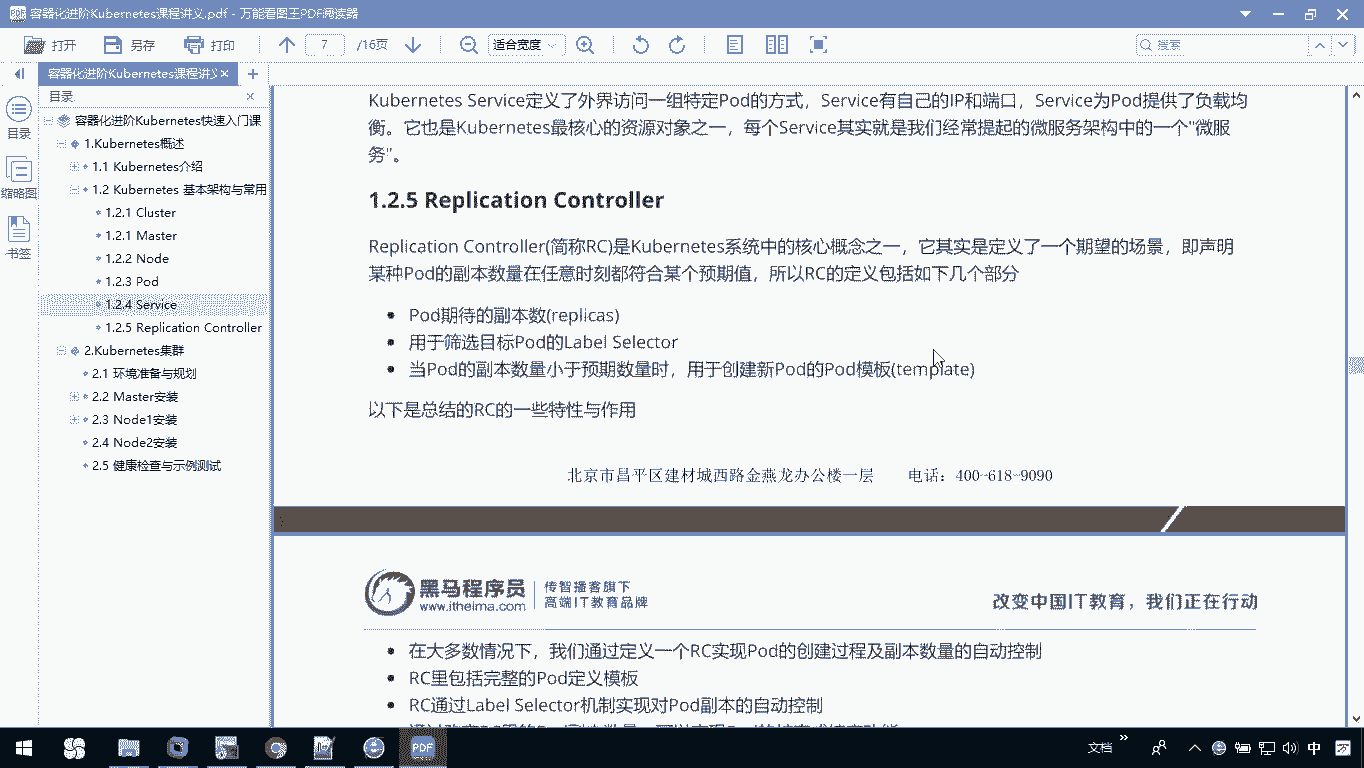 容器化进阶Kubernetes课程讲义.pdf - 万能看图王PDF阅读器
打开
另存
打印
7
/16页
适合宽度
搜索
容器化进阶Kubernetes课程讲义
目录
目录
缩略图
书签
容器化进阶Kubernetes快速入门课
1.Kubernetes概述
1.1 Kubernetes介绍
1.2 Kubernetes 基本架构与常用
1.2.1 Cluster
1.2.1 Master
1.2.2 Node
1.2.3 Pod
1.2.4 Service
1.2.5 Replication Controller
2.Kubernetes集群
2.1 环境准备与规划
2.2 Master安装
2.3 Node1安装
2.4 Node2安装
2.5 健康检查与示例测试
Kubernetes Service定义了外界访问一组特定Pod的方式，Service有自己的IP和端口，Service为Pod提供了负载均
衡。它也是Kubernetes最核心的资源对象之一，每个Service其实就是我们经常提起的微服务架构中的一个"微服
务"。
1.2.5 Replication Controller
Replication Controller(简称RC)是Kubernetes系统中的核心概念之一，它其实是定义了一个期望的场景，即声明
某种Pod的副本数量在任意时刻都符合某个预期值，所以RC的定义包括如下几个部分
Pod期待的副本数(replicas)
用于筛选目标Pod的Label Selector
当Pod的副本数量小于预期数量时，用于创建新Pod的Pod模板(template)
以下是总结的RC的一些特性与作用
北京市昌平区建材城西路金燕龙办公楼一层 电话：400-618-9090
黑马程序员
www.itheima.com
传智播客旗下
高端IT教育品牌
改变中国IT教育，我们正在行动
在大多数情况下，我们通过定义一个RC实现Pod的创建过程及副本数量的自动控制
RC里包括完整的Pod定义模板
RC通过Label Selector机制实现对Pod副本的自动控制
PDF
文档
中